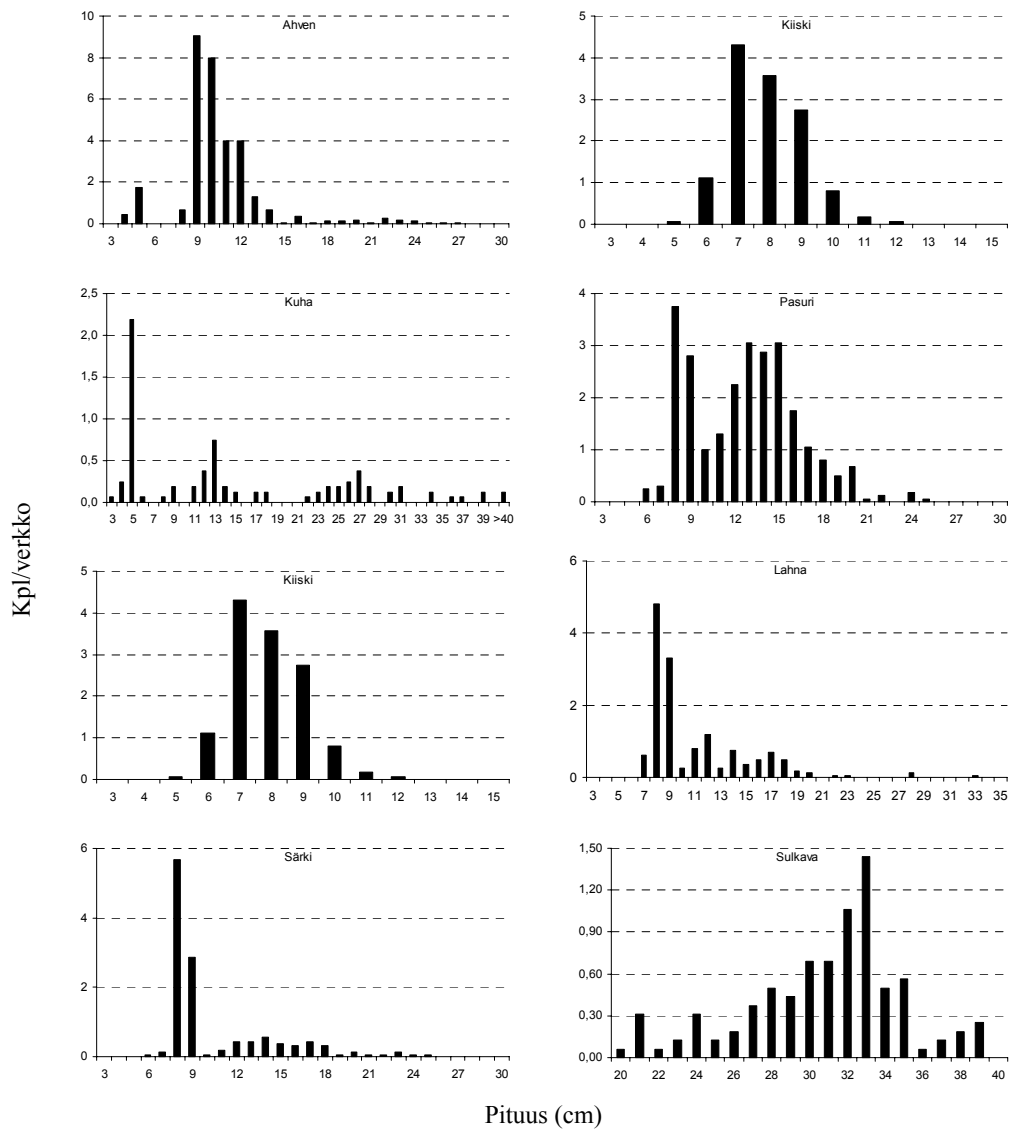 Kpl/verkko
Ahven
10
8
6
4
2
0
3 6 9 12 15 18 21 24 27 30
Kiiski
5
4
3
2
1
0
3 4 5 6 7 8 9 10 11 12 13 14 15
Kuha
2,5
2,0
1,5
1,0
0,5
0,0
3 5 7 9 11 13 15 17 19 21 23 25 27 29 31 33 35 37 39 >40
Pasuri
4
3
2
1
0
3 6 9 12 15 18 21 24 27 30
Kiiski
5
4
3
2
1
0
3 4 5 6 7 8 9 10 11 12 13 14 15
Lahna
6
4
2
0
3 5 7 9 11 13 15 17 19 21 23 25 27 29 31 33 35
Särki
6
4
2
0
3 6 9 12 15 18 21 24 27 30
Sulkava
1,50
1,20
0,90
0,60
0,30
0,00
20 22 24 26 28 30 32 34 36 38 40
Pituus (cm)